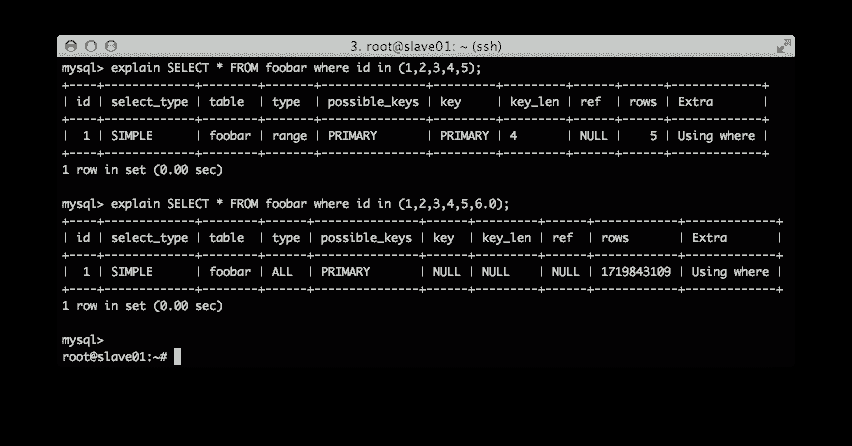 3. root@slave01: ~ (ssh)
mysql> explain SELECT * FROM foobar where id in (1,2,3,4,5);
+----+-------------+--------+-------+---------------+---------+---------+------+------+-------------+
| id | select_type | table  | type  | possible_keys | key     | key_len | ref  | rows | Extra       |
+----+-------------+--------+-------+---------------+---------+---------+------+------+-------------+
|  1 | SIMPLE      | foobar | range | PRIMARY       | PRIMARY | 4       | NULL |    5 | Using where |
+----+-------------+--------+-------+---------------+---------+---------+------+------+-------------+
1 row in set (0.00 sec)
mysql> explain SELECT * FROM foobar where id in (1,2,3,4,5,6.0);
+----+-------------+--------+------+---------------+------+---------+------+------------+-------------+
| id | select_type | table  | type | possible_keys | key  | key_len | ref  | rows       | Extra       |
+----+-------------+--------+------+---------------+------+---------+------+------------+-------------+
|  1 | SIMPLE      | foobar | ALL  | PRIMARY       | NULL | NULL    | NULL | 1719843109 | Using where |
+----+-------------+--------+------+---------------+------+---------+------+------------+-------------+
1 row in set (0.00 sec)
mysql>
root@slave01:~#